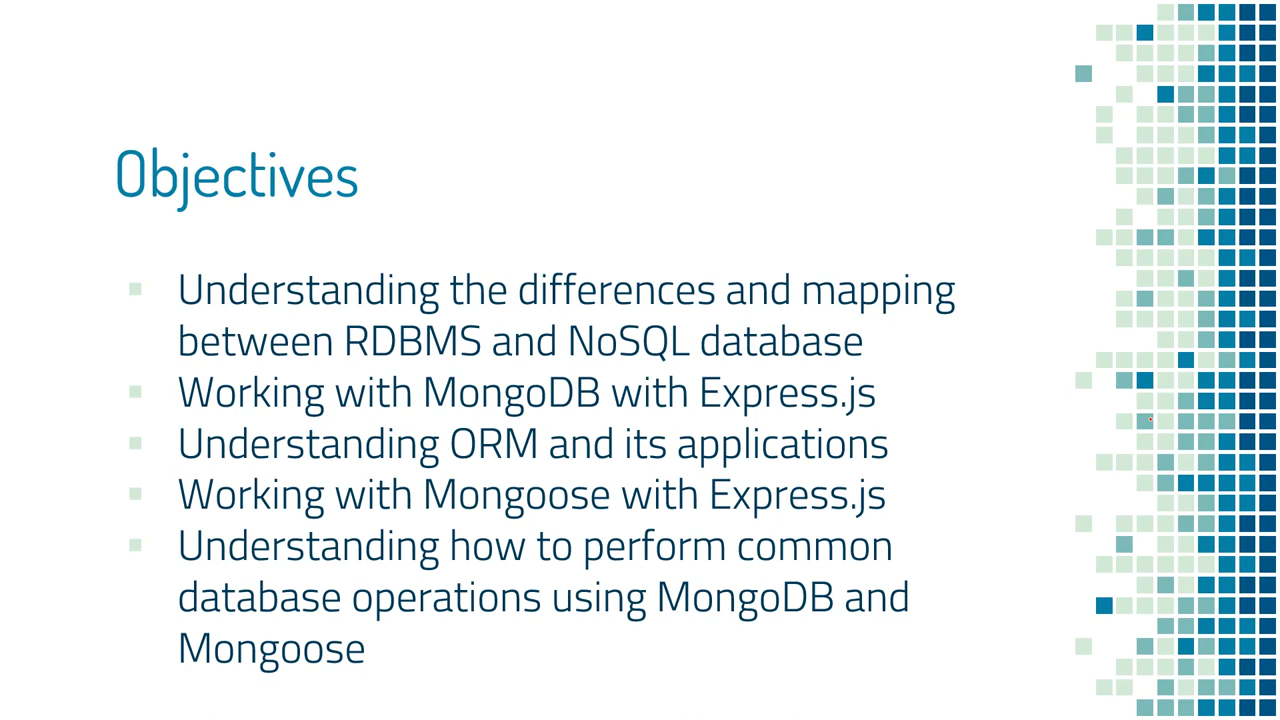 Objectives
Understanding the differences and mapping
between RDBMS and NoSQL database
Working with MongoDB with Express.js
Understanding ORM and its applications
Working with Mongoose with Express.js
Understanding how to perform common
database operations using MongoDB and
Mongoose